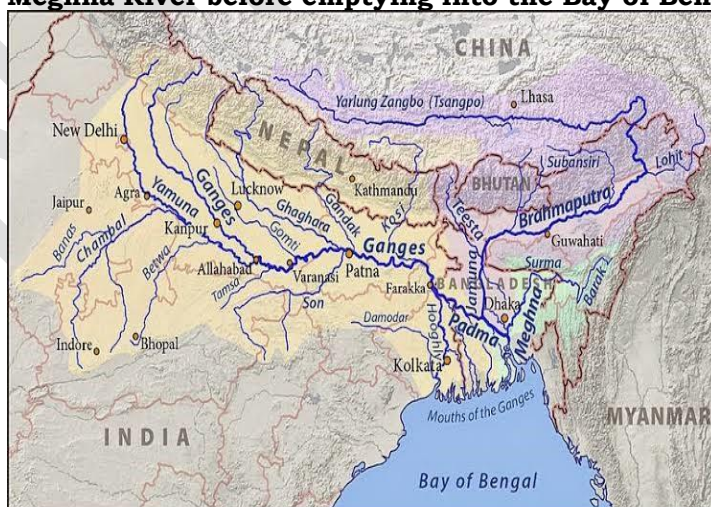 Meghna River before emptying into the Bay of Ben
CHINA
Yarlung Zangbo (Tsangpo)
Lhasa
New Delhi
NEPAL
Subansiri
Lohit
BHUTAN
Kathmandu
Brahmaputra
Agra
Yamuna
Ganges
Lucknow
Ghaghara
Gandak
Kosi
Teesta
Jaipur
Banas
Chambal
Kanpur
Gomti
Ganges
Guwahati
Betwa
Allahabad
Varanasi
Patna
Jamuna
Surma
Barak
Tamsa
Son
Farakka
BANGLADESH
Dhaka
Meghna
Damodar
Hooghly
Padma
Indore
Bhopal
Kolkata
Mouths of the Ganges
MYANMAR
INDIA
Bay of Bengal